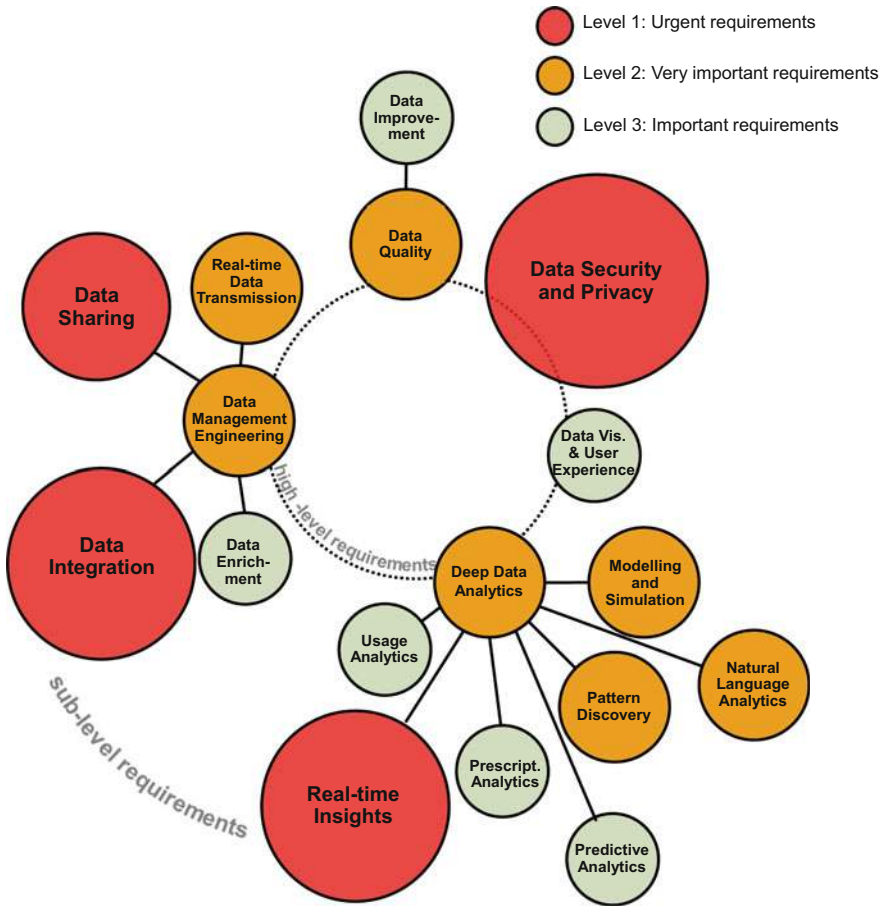 Level 1: Urgent requirements
Level 2: Very important requirements
Level 3: Important requirements
Data
Improve-
ment
Data
Quality
Data Security
and Privacy
Real-time
Data
Transmission
Data
Sharing
Data
Management
Engineering
Data Vis.
& User
Experience
high -level requirements
Data
Integration
Data
Enrich-
ment
Deep Data
Analytics
Modelling
and
Simulation
Usage
Analytics
Natural
Language
Analytics
Pattern
Discovery
sub-level requirements
Real-time
Insights
Prescript.
Analytics
Predictive
Analytics